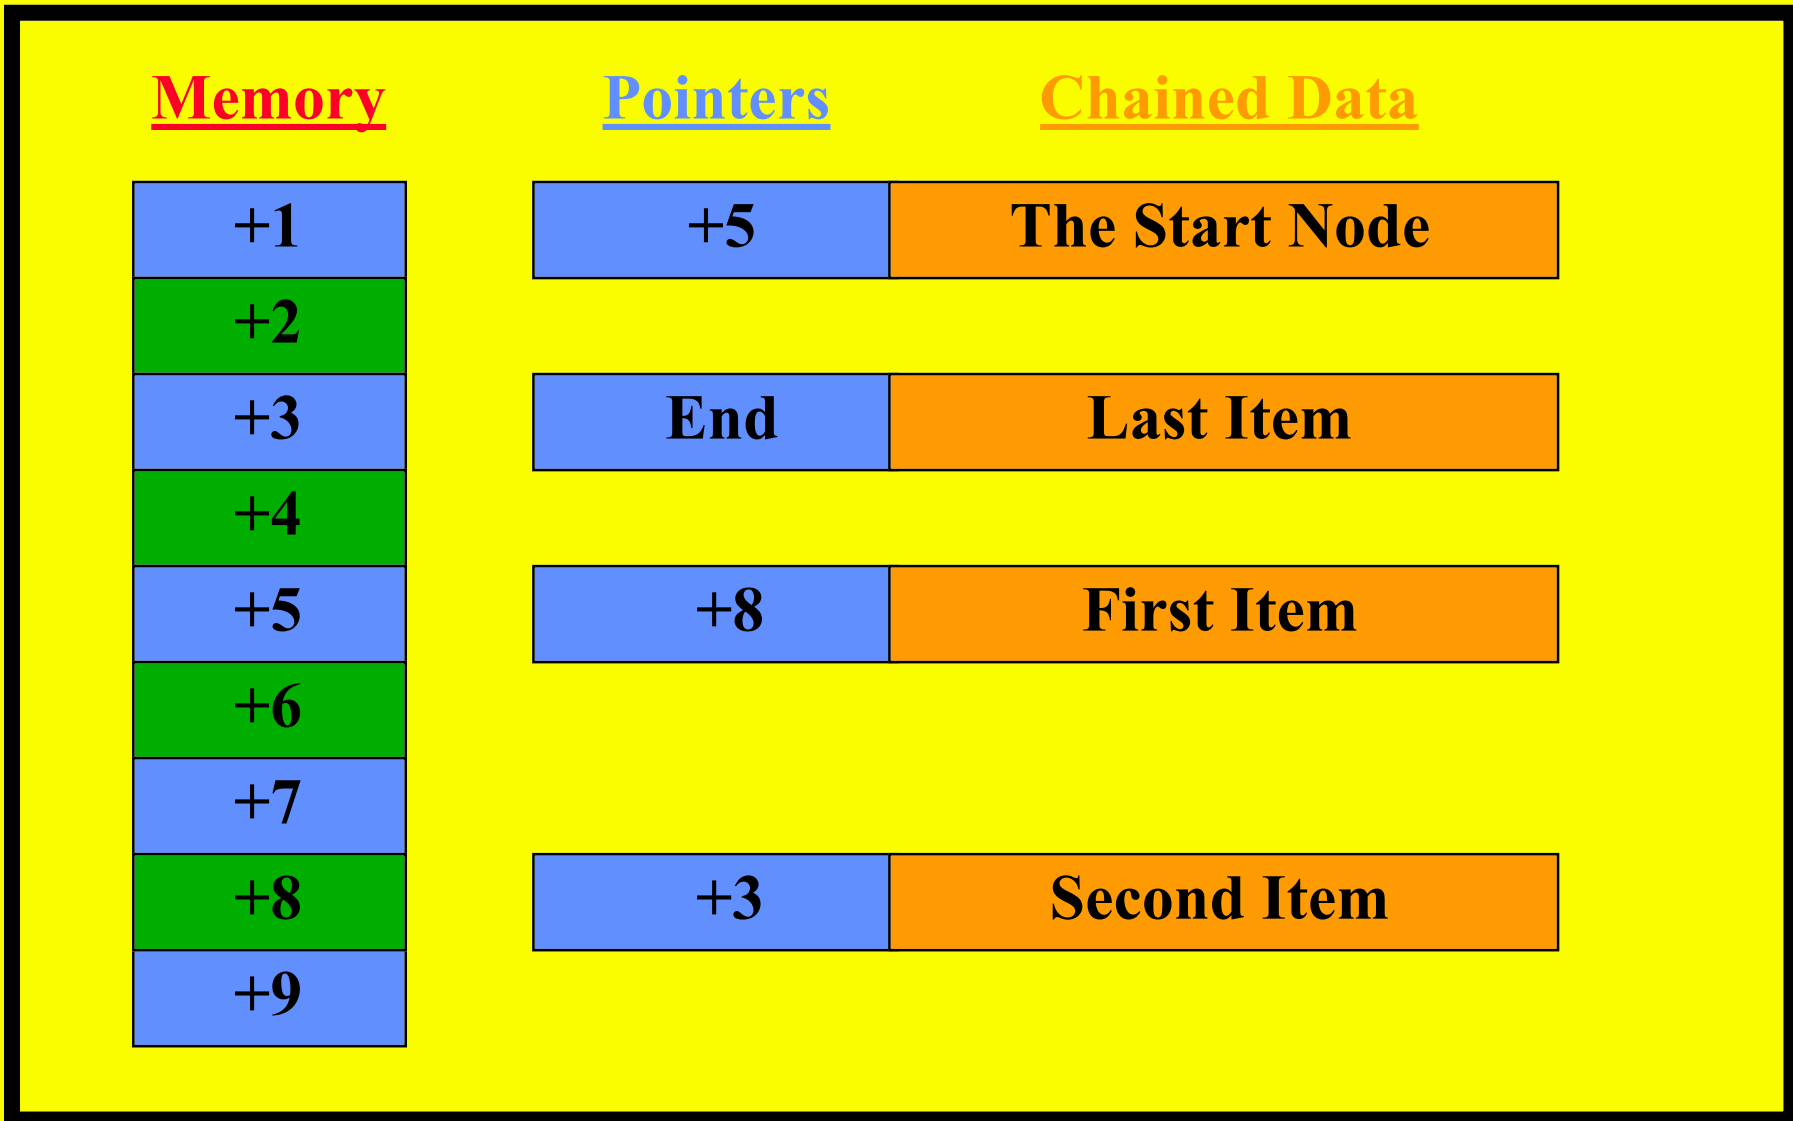 Memory Pointers Chained Data
+1 +5 The Start Node
+2
+3 End Last Item
+4
+5 +8 First Item
+6
+7
+8 +3 Second Item
+9